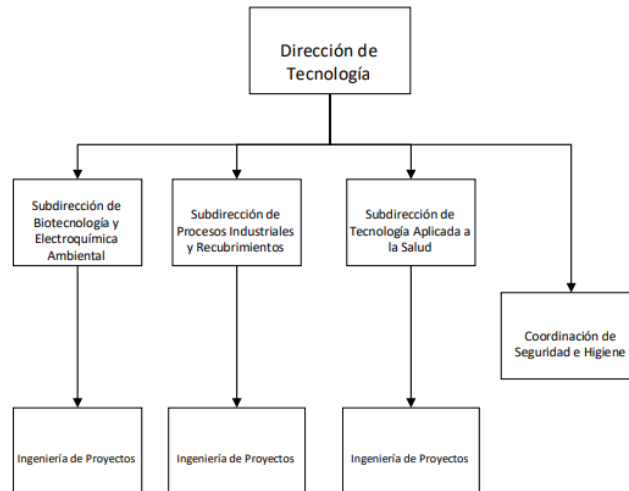 Dirección de
Tecnología
Subdirección de
Biotecnología y
Electroquímica
Ambiental
Subdirección de
Procesos Industriales
y Recubrimientos
Subdirección de
Tecnología Aplicada a
la Salud
Coordinación de
Seguridad e Higiene
Ingeniería de Proyectos
Ingeniería de Proyectos
Ingeniería de Proyectos